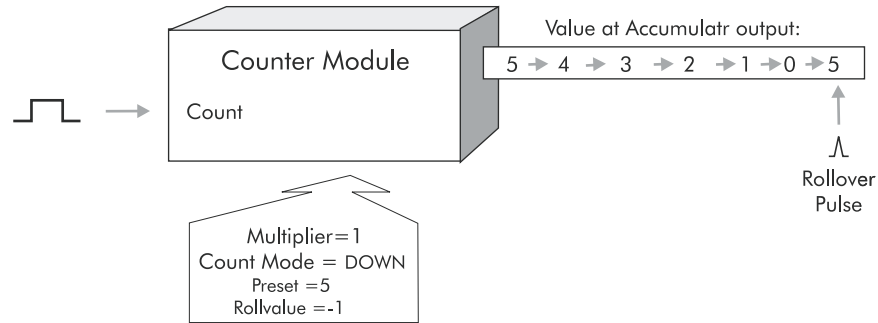 Value at Accumulatr output:
Counter Module
5 4 3 2 1 0 5
Count
Rollover
Pulse
Multiplier=1
Count Mode = DOWN
Preset =5
Rollvalue =-1